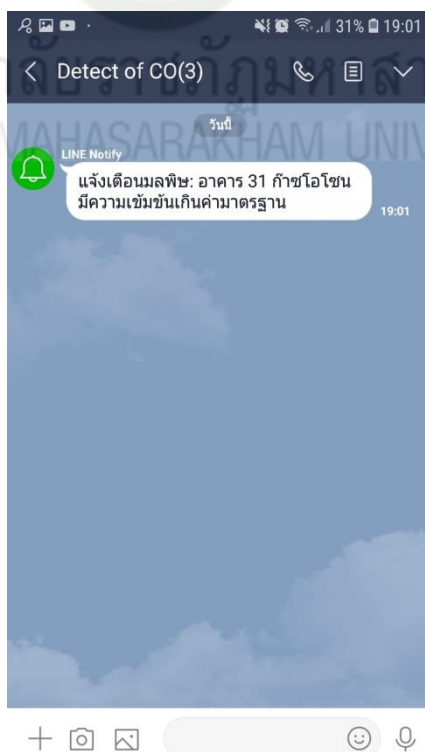 31% 19:01
Detect of CO(3)
MAHASARAKHAM UNIV
วันนี้
LINE Notify
แจ้งเตือนมลพิษ: อาคาร 31 ก๊าซโอโซน
มีความเข้มข้นเกินค่ามาตรฐาน
19:01